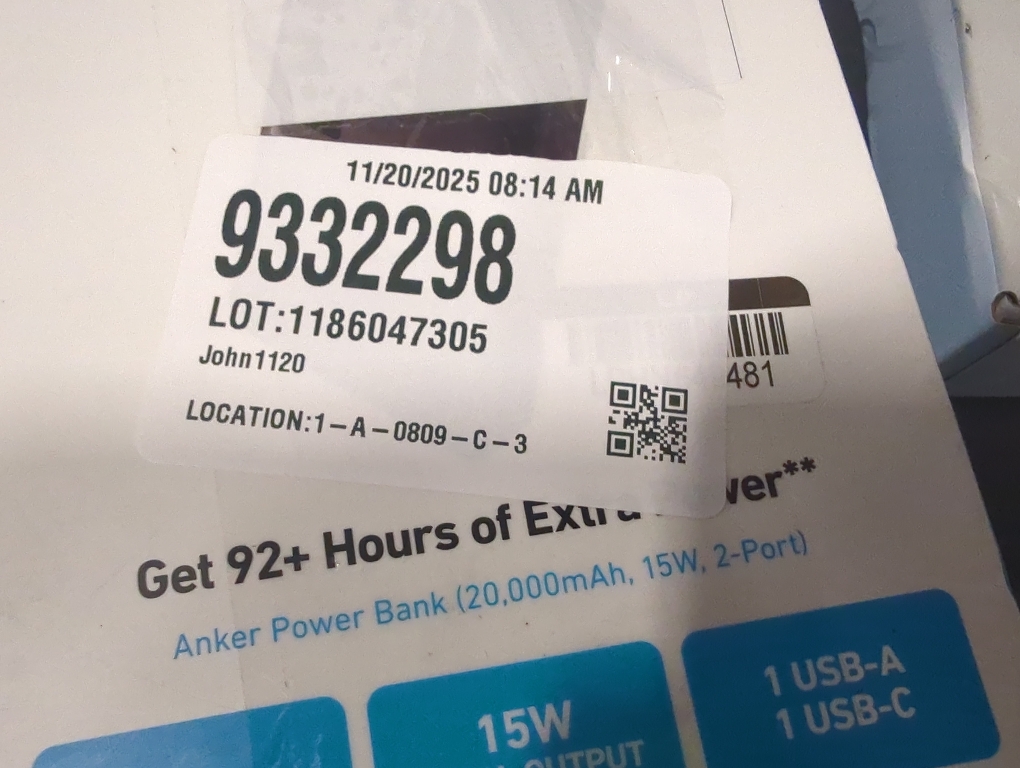 11/20/2025 08:14 AM
9332298
LOT:1186047305
John1120
LOCATION:1-A-0809-C-3
481
Get 92+ Hours of
Anker Power Bank (20,000mAh, 15W, 2-Port)
15W
OUTPUT
1 USB-A
1 USB-C